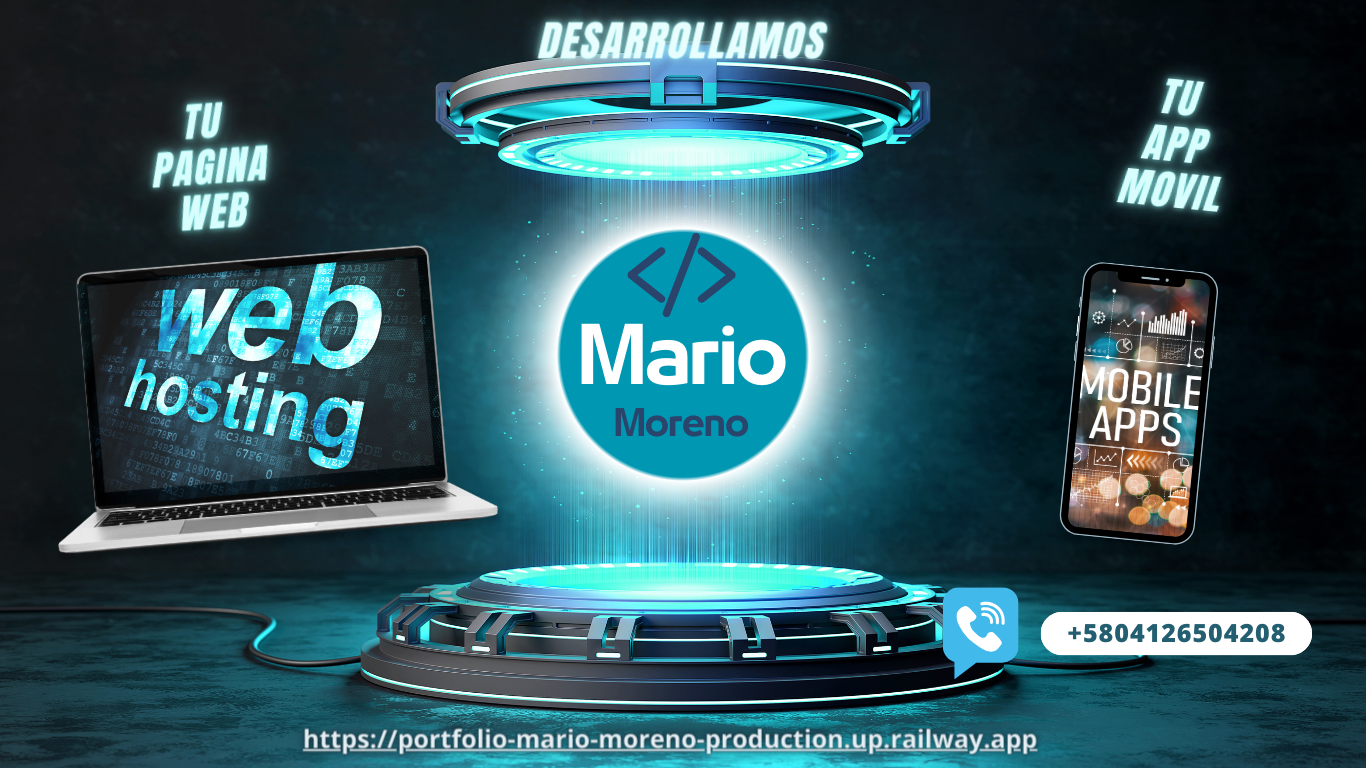 DESARROLLAMOS
TU
PAGINA
WEB
TU
APP
MOVIL
web
hosting
</>
Mario
Moreno
MOBILE
APPS
+5804126504208
https://portfolio-mario-moreno-production.up.railway.app